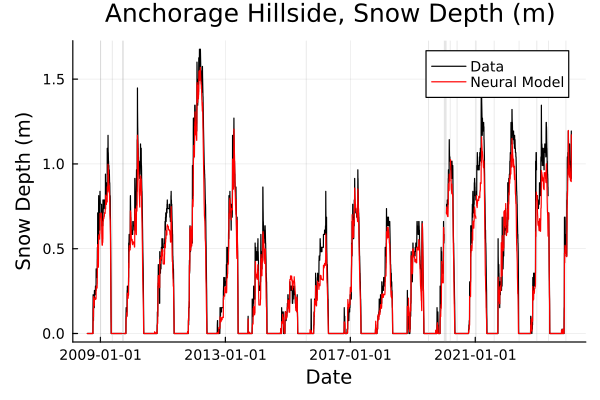 Anchorage Hillside, Snow Depth (m)
Data
Neural Model
Snow Depth (m)
1.5
1.0
0.5
0.0
2009-01-01 2013-01-01 2017-01-01 2021-01-01
Date